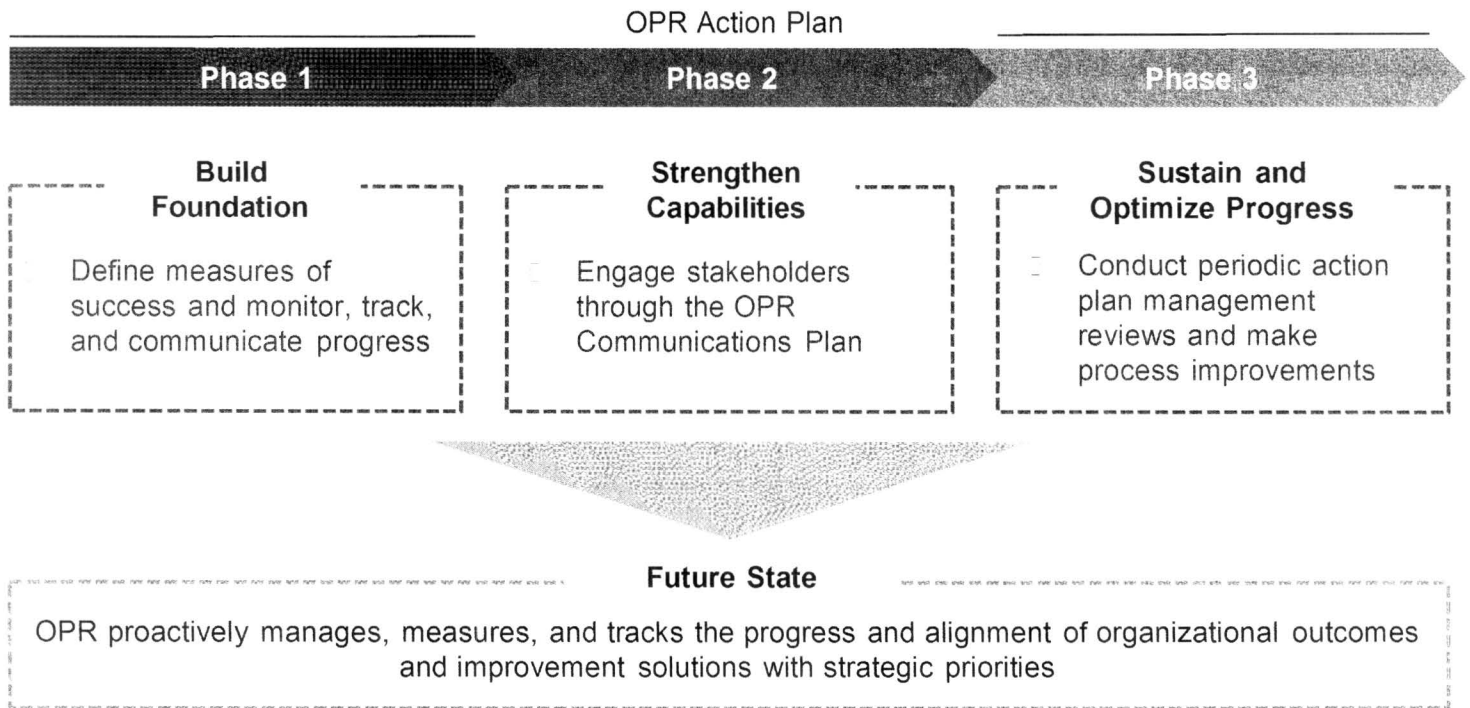 OPR Action Plan
Phase 1
Phase 2
Phase 3
Build
Foundation
Define measures of
success and monitor, track,
and communicate progress
Strengthen
Capabilities
Engage stakeholders
through the OPR
Communications Plan
Sustain and
Optimize Progress
Conduct periodic action
plan management
reviews and make
process improvements
Future State
OPR proactively manages, measures, and tracks the progress and alignment of organizational outcomes
and improvement solutions with strategic priorities